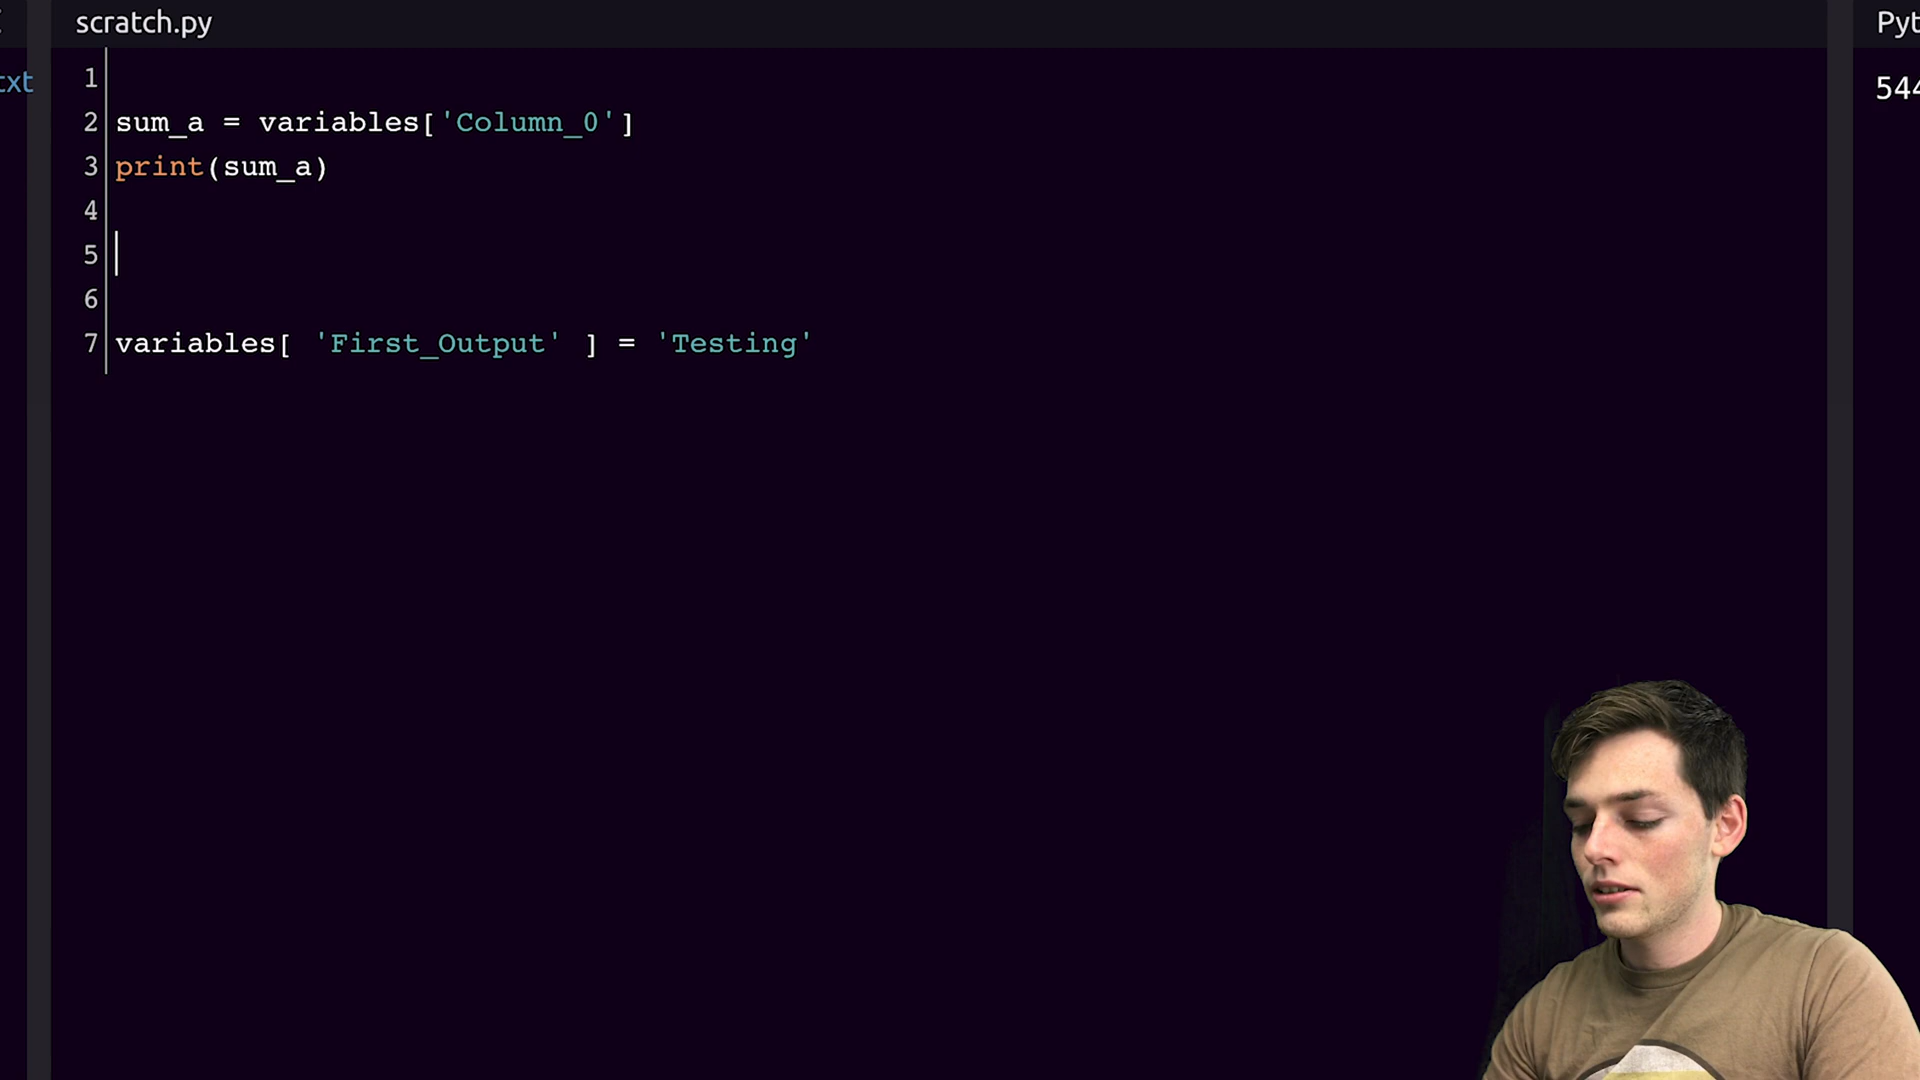 scratch.py
txt
1
2 sum_a = variables['Column_0']
3 print(sum_a)
4
5
6
7 variables[ 'First_Output' ] = 'Testing'
Pyt
544